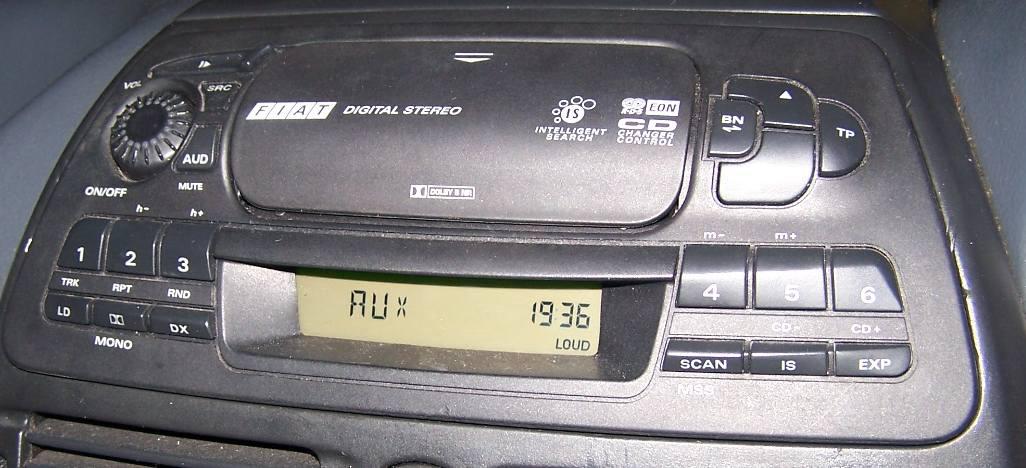 VOL
SRC
AUD
MUTE
ON/OFF
h- h+
1 2 3
TRK RPT RND
LD DX
MONO
FIAT DIGITAL STEREO
IS
INTELLIGENT
SEARCH
EON
CD
CHANGER
CONTROL
DOLBY B NR
BN
TP
AUX 1936
LOUD
m- m+
4 5 6
CD- CD+
SCAN IS EXP
MSS